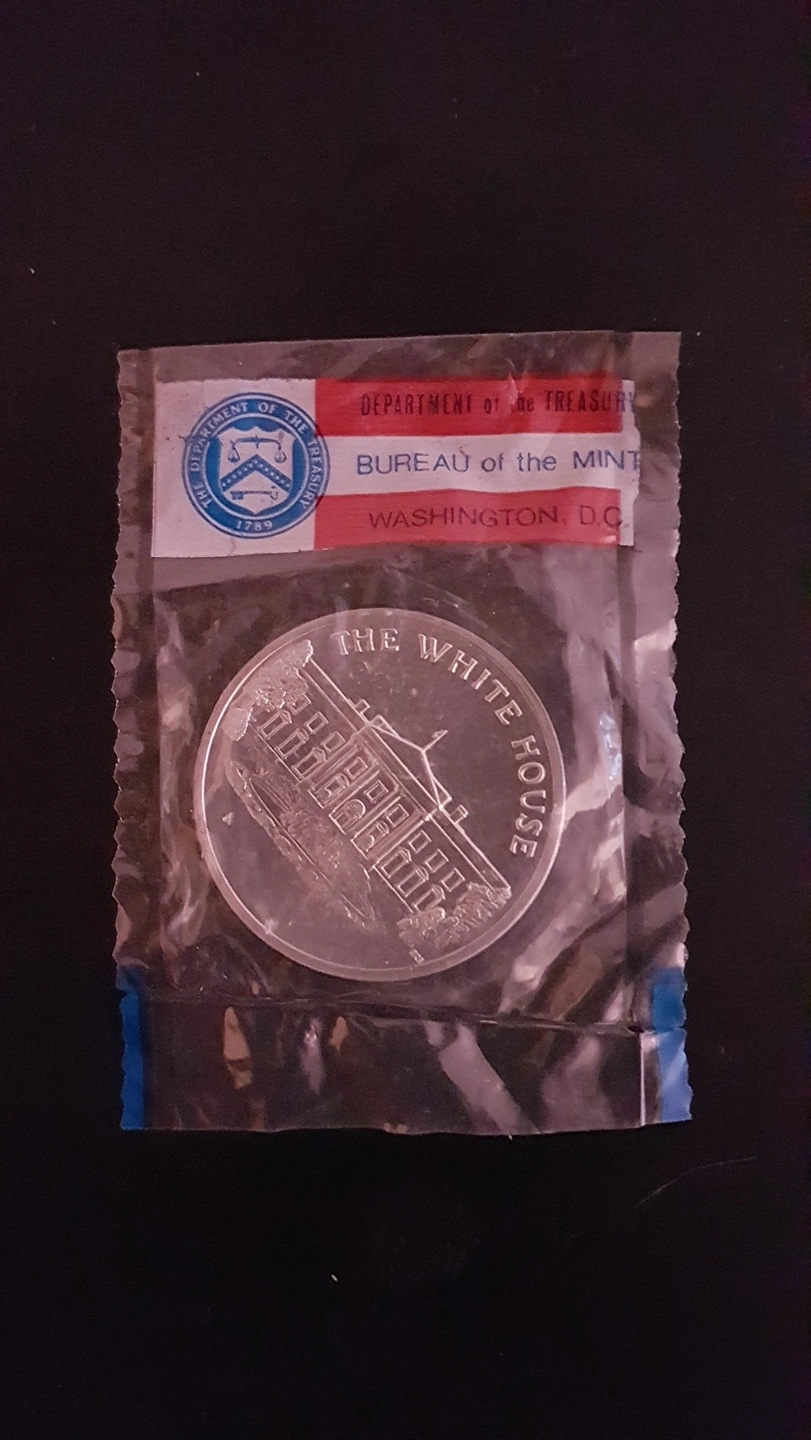 THE DEPARTMENT OF THE TREASURY
1789
DEPARTMENT of the TREASURY
BUREAU of the MINT
WASHINGTON, D.C.
THE WHITE HOUSE